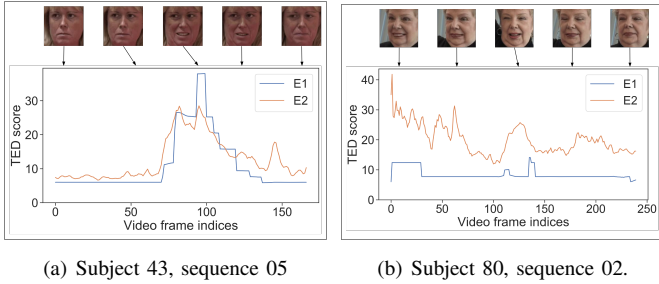 TED score
30
20
10
0
E1
E2
0
50
100
150
Video frame indices
(a) Subject 43, sequence 05
TED score
40
30
20
10
0
E1
E2
0
50
100
150
200
250
Video frame indices
(b) Subject 80, sequence 02.